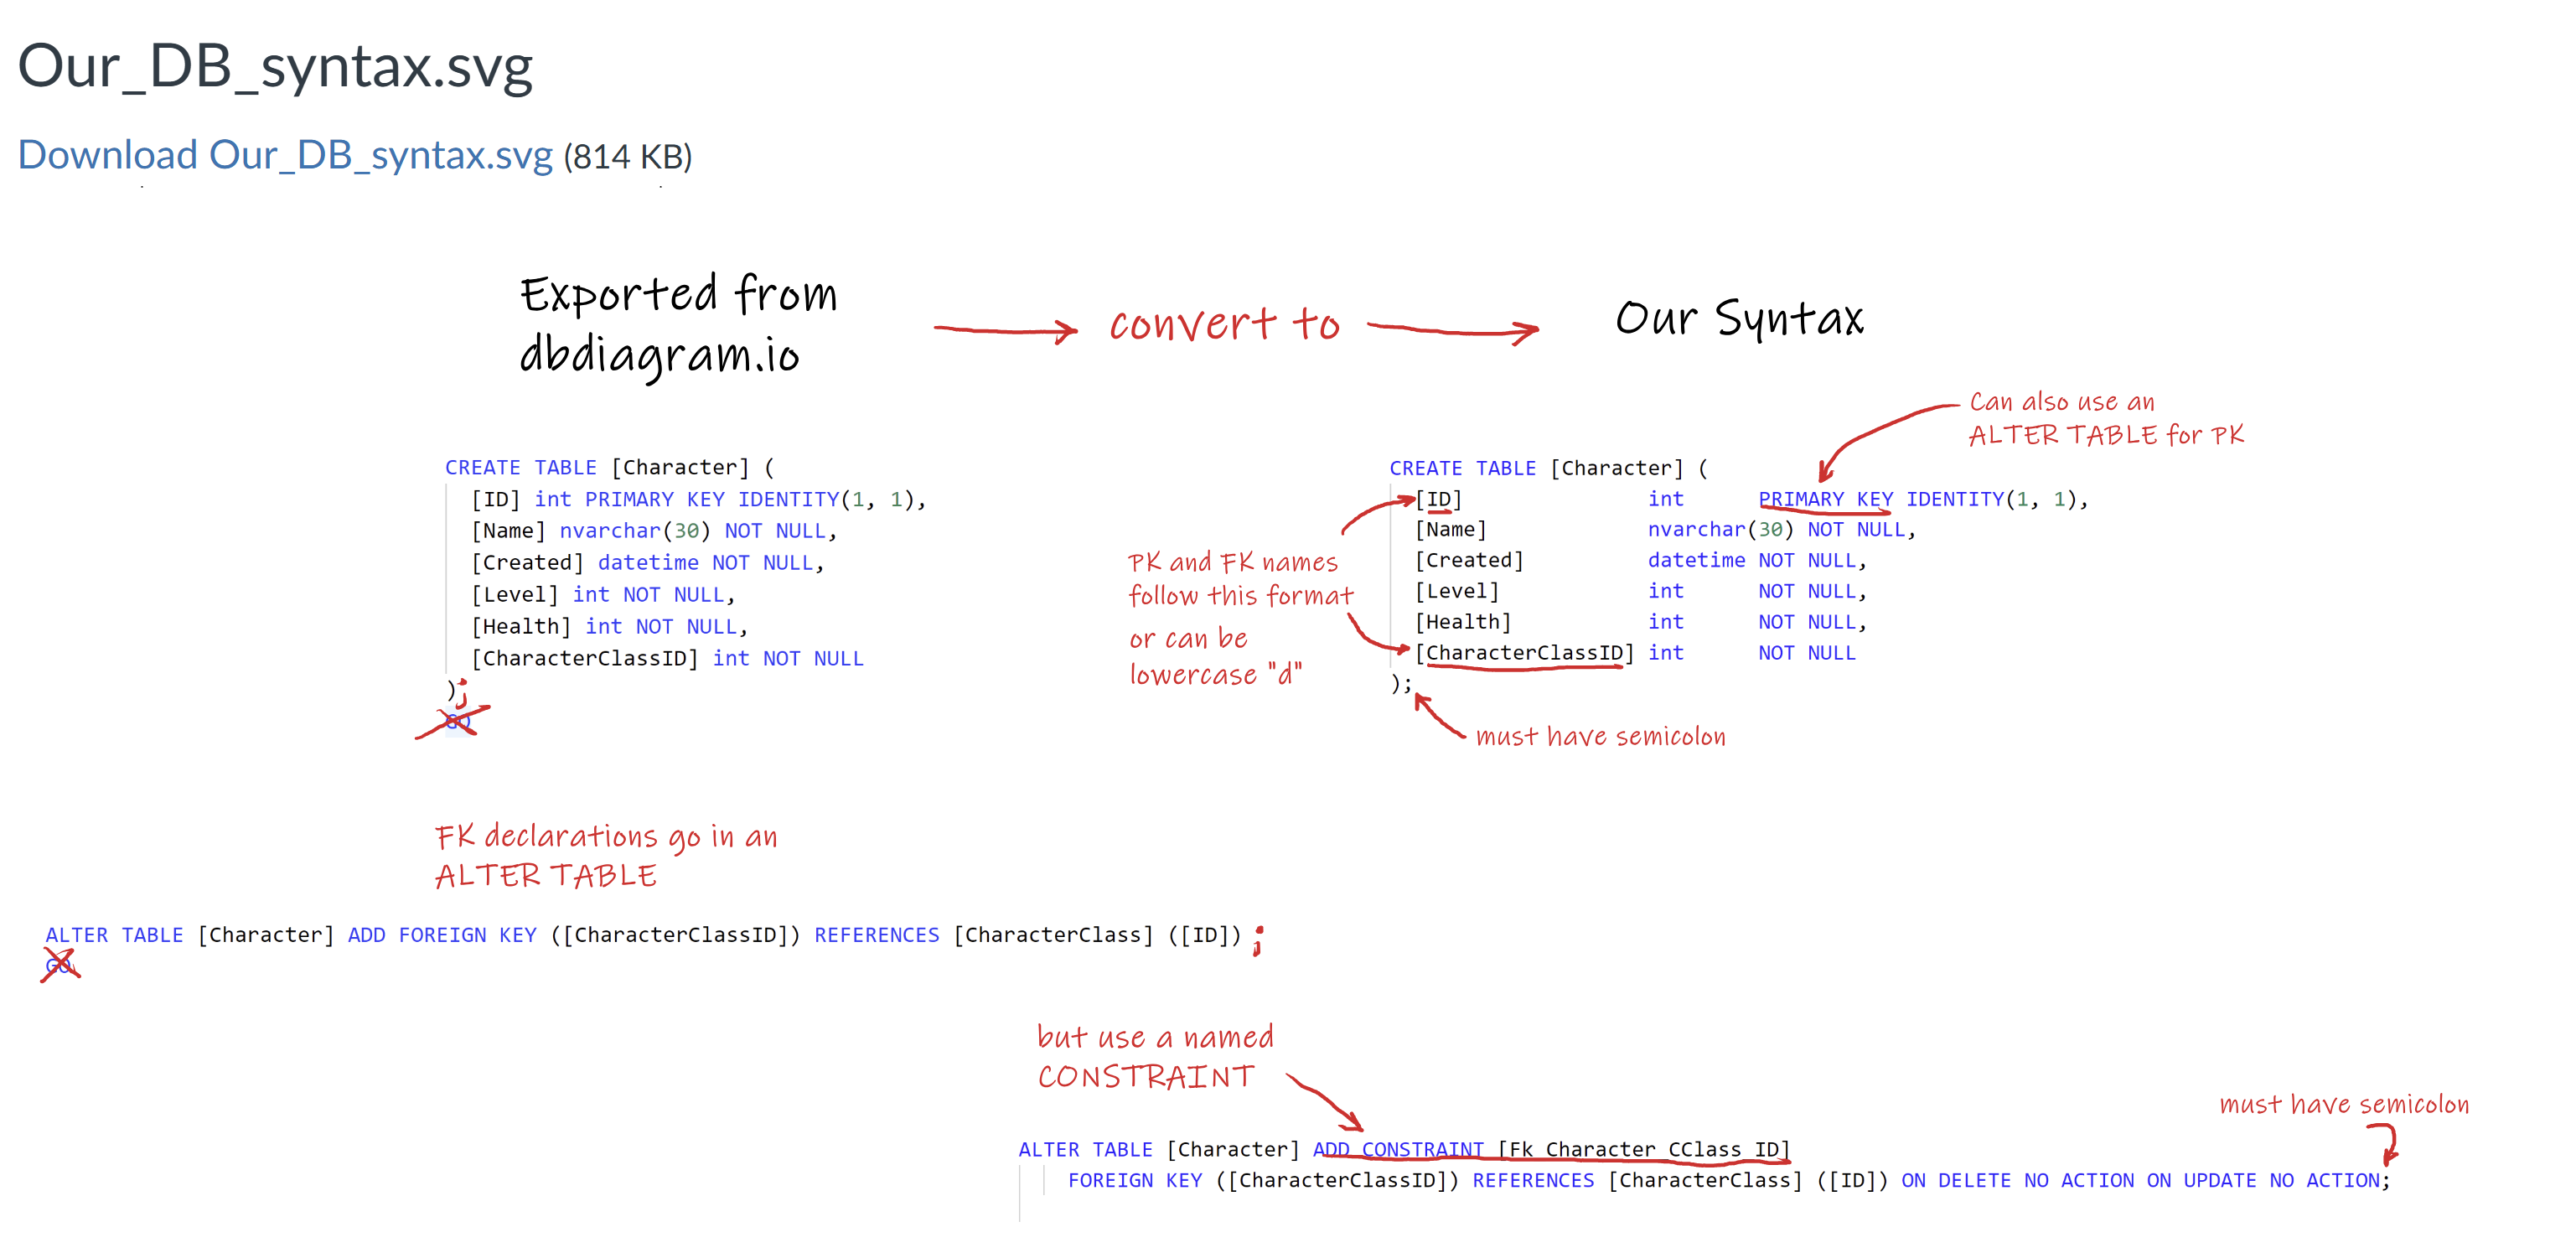 Our_DB_syntax.svg
Download Our_DB_syntax.svg (814 KB)
Exported from
dbdiagram.io
convert to
Our Syntax
Can also use an
ALTER TABLE for PK
CREATE TABLE [Character] (
[ID] int PRIMARY KEY IDENTITY(1, 1),
[Name] nvarchar(30) NOT NULL,
[Created] datetime NOT NULL,
[Level] int NOT NULL,
[Health] int NOT NULL,
[CharacterClassID] int NOT NULL
);
GO
PK and FK names
follow this format
or can be
lowercase "d"
CREATE TABLE [Character] (
[ID] int PRIMARY KEY IDENTITY(1, 1),
[Name] nvarchar(30) NOT NULL,
[Created] datetime NOT NULL,
[Level] int NOT NULL,
[Health] int NOT NULL,
[CharacterClassID] int NOT NULL
);
must have semicolon
FK declarations go in an
ALTER TABLE
ALTER TABLE [Character] ADD FOREIGN KEY ([CharacterClassID]) REFERENCES [CharacterClass] ([ID]) ;
GO
but use a named
CONSTRAINT
must have semicolon
ALTER TABLE [Character] ADD CONSTRAINT [Fk_Character_CClass_ID]
FOREIGN KEY ([CharacterClassID]) REFERENCES [CharacterClass] ([ID]) ON DELETE NO ACTION ON UPDATE NO ACTION;